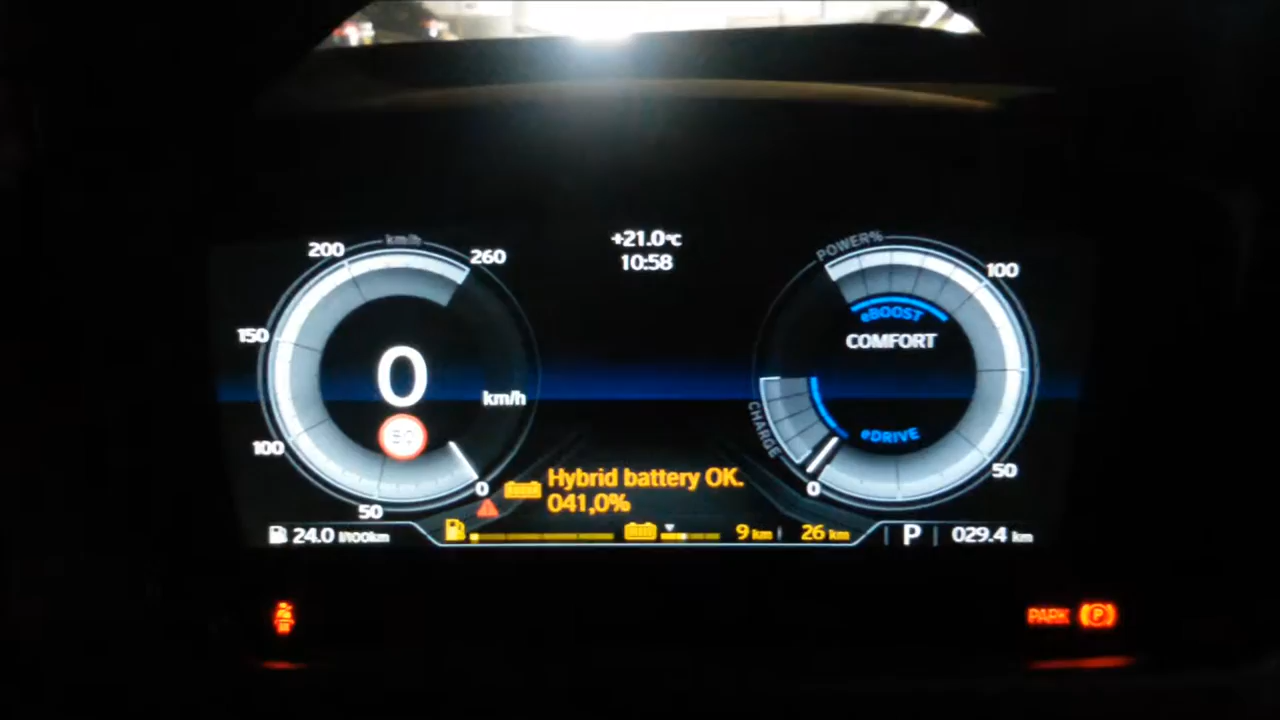 +21.0°C
10:58
km/h
200
260
150
0
km/h
100
50
0
50
POWER%
100
eBOOST
COMFORT
CHARGE
eDRIVE
50
0
Hybrid battery OK.
041,0%
24.0 l/100km
9 km
26 km
P
029.4 km
PARK
P